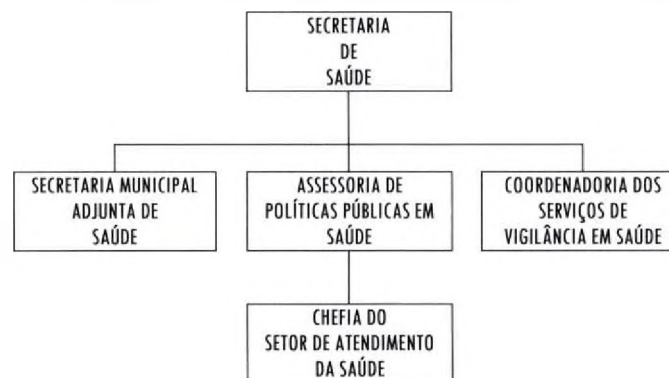 SECRETARIA
DE
SAÚDE
SECRETARIA MUNICIPAL
ADJUNTA DE
SAÚDE
ASSESSORIA DE
POLÍTICAS PÚBLICAS EM
SAÚDE
COORDENADORIA DOS
SERVIÇOS DE
VIGILÂNCIA EM SAÚDE
CHEFIA DO
SETOR DE ATENDIMENTO
DA SAÚDE